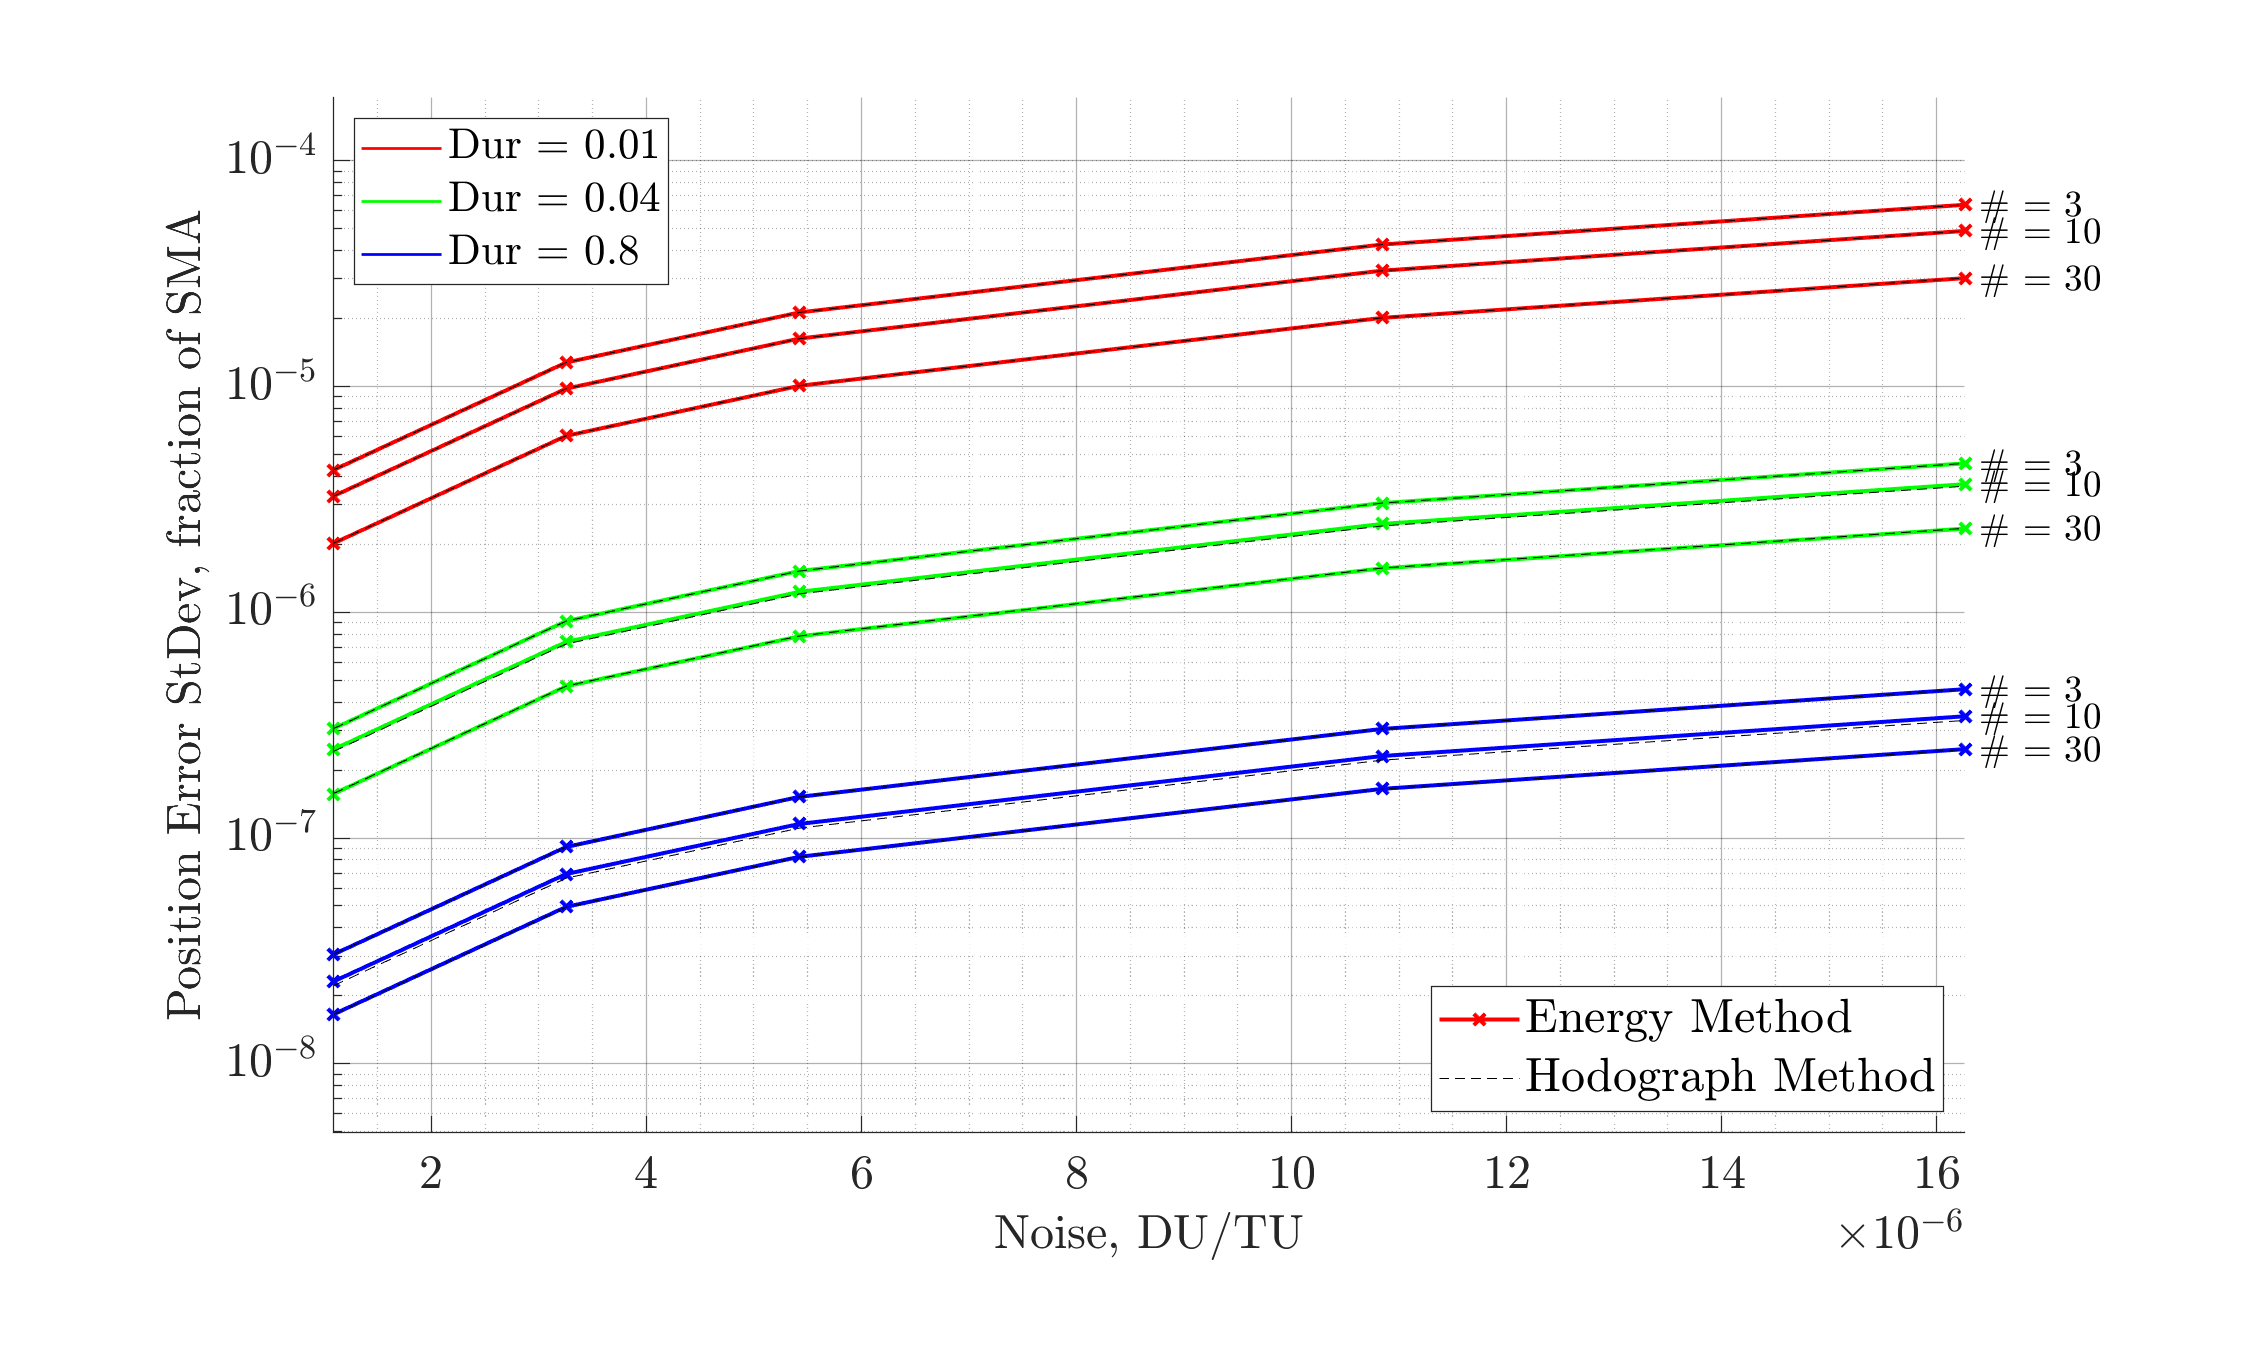 Dur = 0.01
Dur = 0.04
Dur = 0.8
10⁻⁴
10⁻⁵
10⁻⁶
10⁻⁷
10⁻⁸
Position Error StDev, fraction of SMA
# = 3
# = 10
# = 30
# = 3
# = 10
# = 30
# = 3
# = 10
# = 30
Energy Method
Hodograph Method
2 4 6 8 10 12 14 16
Noise, DU/TU
×10⁻⁶